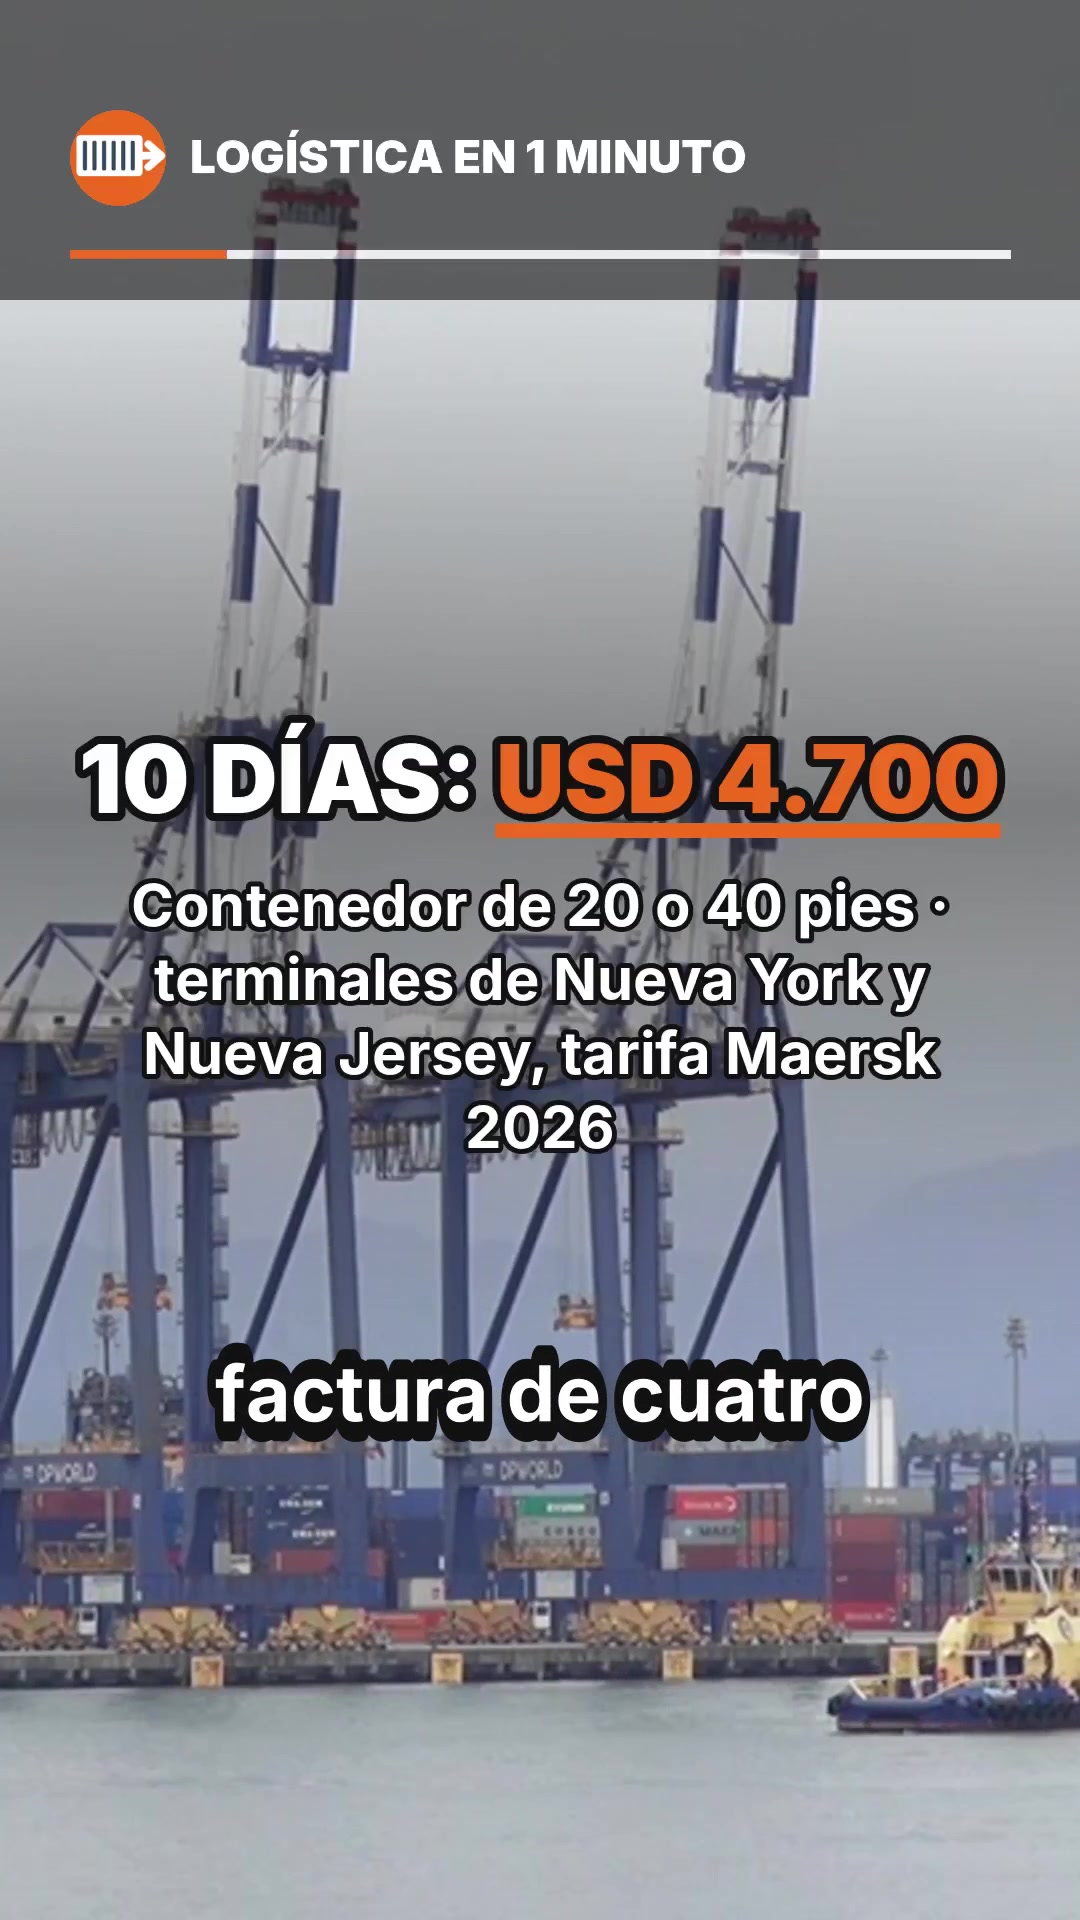 LOGÍSTICA EN 1 MINUTO
10 DÍAS: USD 4.700
Contenedor de 20 o 40 pies •
terminales de Nueva York y
Nueva Jersey, tarifa Maersk
2026
factura de cuatro
DP WORLD
DP WORLD
COSCO